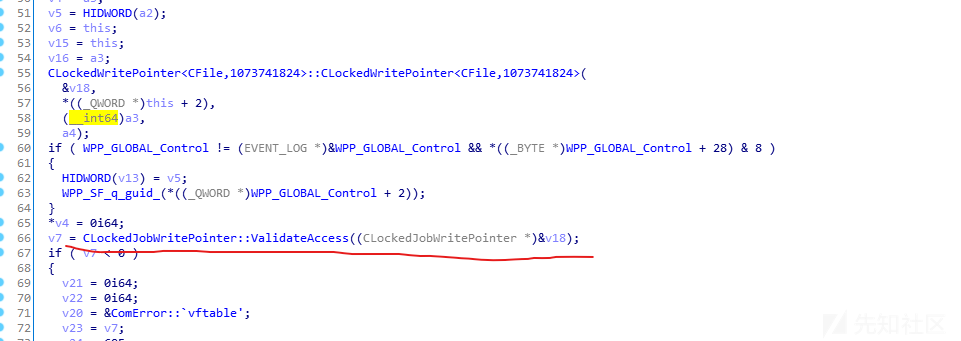 51 v5 = HIDWORD(a2);
52 v6 = this;
53 v15 = this;
54 v16 = a3;
55 CLockedWritePointer<CFile,1073741824>::CLockedWritePointer<CFile,1073741824>(
56 &v18,
57 *((_QWORD *)this + 2),
58 (__int64)a3,
59 a4);
60 if ( WPP_GLOBAL_Control != (EVENT_LOG *)&WPP_GLOBAL_Control && *((_BYTE *)WPP_GLOBAL_Control + 28) & 8 )
61 {
62 HIDWORD(v13) = v5;
63 WPP_SF_q_guid_(*((_QWORD *)WPP_GLOBAL_Control + 2));
64 }
65 *v4 = 0i64;
66 v7 = CLockedJobWritePointer::ValidateAccess((CLockedJobWritePointer *)&v18);
67 if ( v7 < 0 )
68 {
69 v21 = 0i64;
70 v22 = 0i64;
71 v20 = &ComError::`vftable';
72 v23 = v7;
先知社区